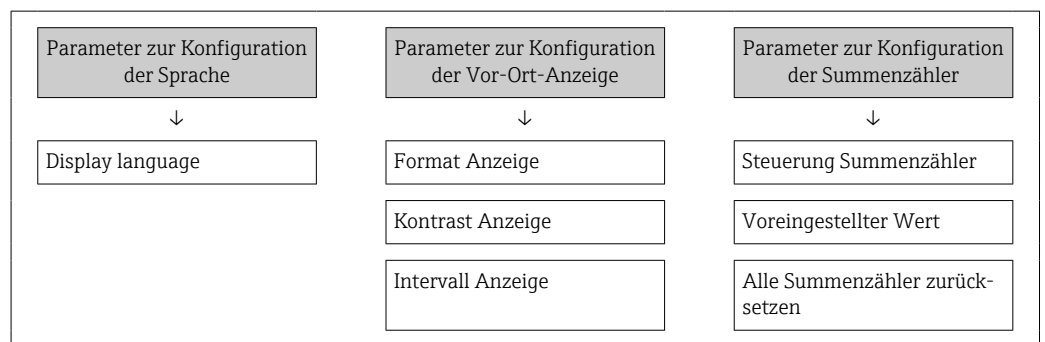 Parameter zur Konfiguration
der Sprache
↓
Display language
Parameter zur Konfiguration
der Vor-Ort-Anzeige
↓
Format Anzeige
Kontrast Anzeige
Intervall Anzeige
Parameter zur Konfiguration
der Summenzähler
↓
Steuerung Summenzähler
Voreingestellter Wert
Alle Summenzähler zurück-
setzen